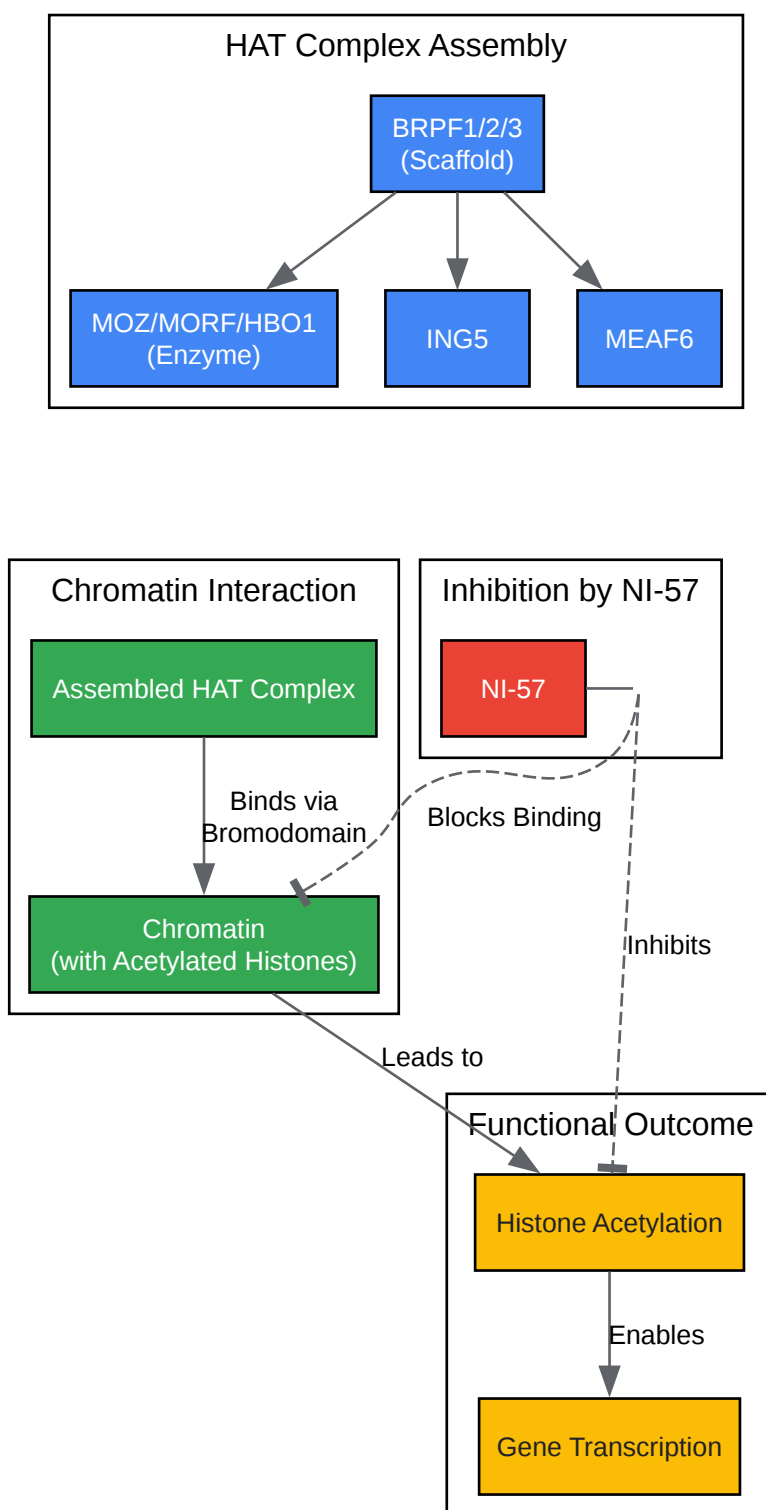 HAT Complex Assembly
BRPF1/2/3
(Scaffold)
MOZ/MORF/HBO1
(Enzyme)
ING5
MEAF6
Chromatin Interaction
Inhibition by NI-57
Assembled HAT Complex
NI-57
Binds via
Bromodomain
Blocks Binding
Chromatin
(with Acetylated Histones)
Inhibits
Leads to
Functional Outcome
Histone Acetylation
Enables
Gene Transcription